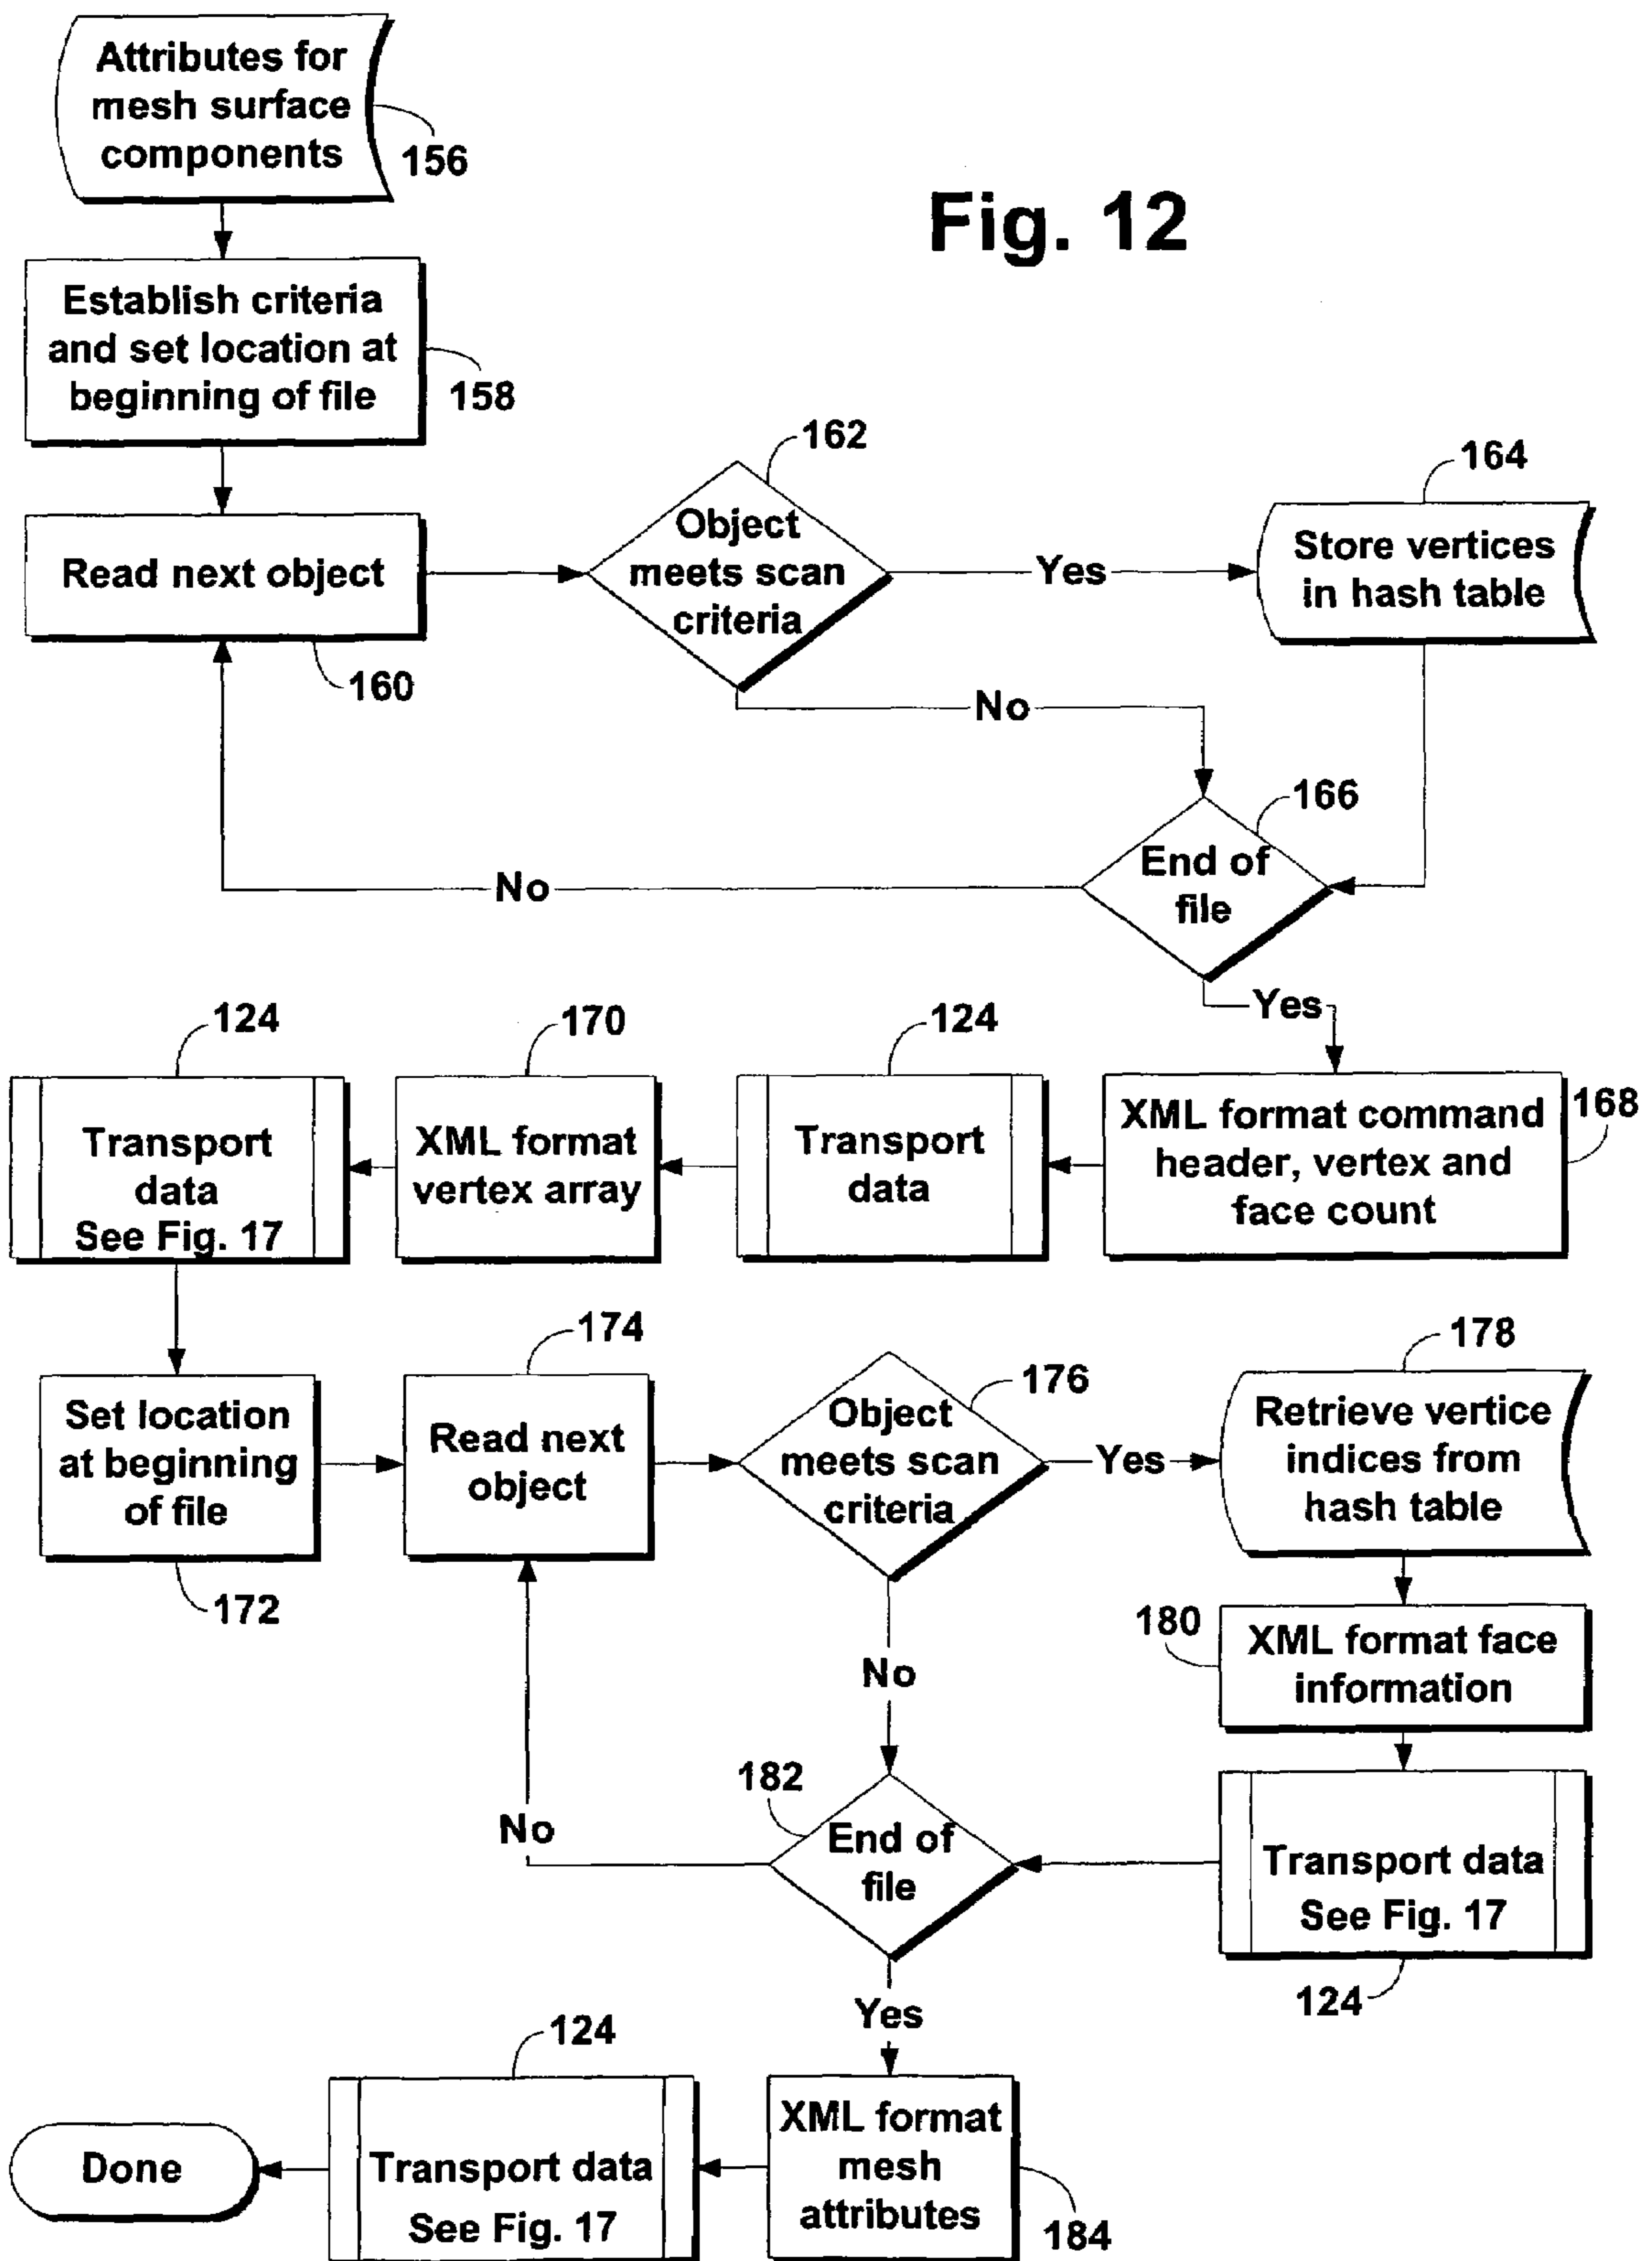 Attributes for
mesh surface
components
156
Fig. 12
Establish criteria
and set location at
beginning of file
158
162
164
Read next object
160
Object
meets scan
criteria
Yes
Store vertices
in hash table
No
166
End of
file
No
Yes
124
170
124
168
Transport
data
See Fig. 17
XML format
vertex array
Transport
data
XML format command
header, vertex and
face count
174
176
178
Set location
at beginning
of file
172
Read next
object
Object
meets scan
criteria
Yes
Retrieve vertice
indices from
hash table
180
XML format face
information
No
182
No
End of
file
Transport data
See Fig. 17
124
Yes
124
Done
Transport data
See Fig. 17
XML format
mesh
attributes
184